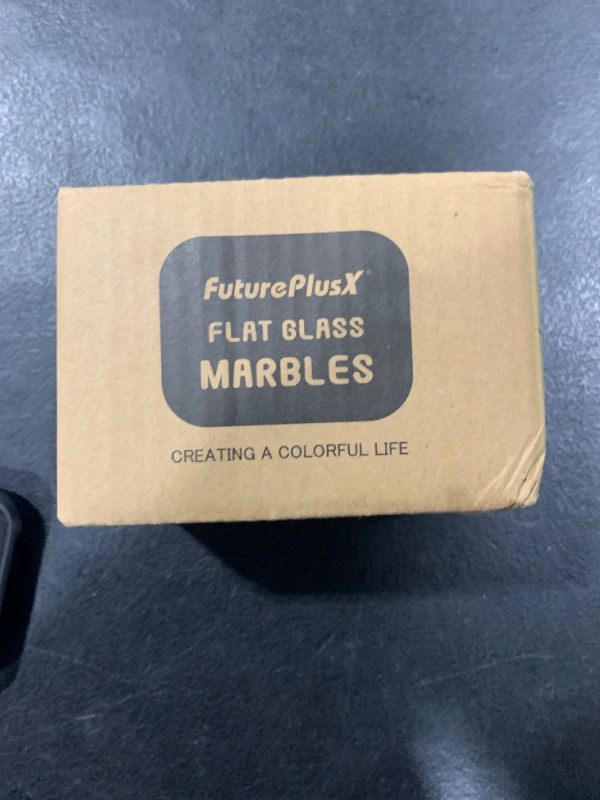 FuturePlusX®
FLAT GLASS
MARBLES
CREATING A COLORFUL LIFE